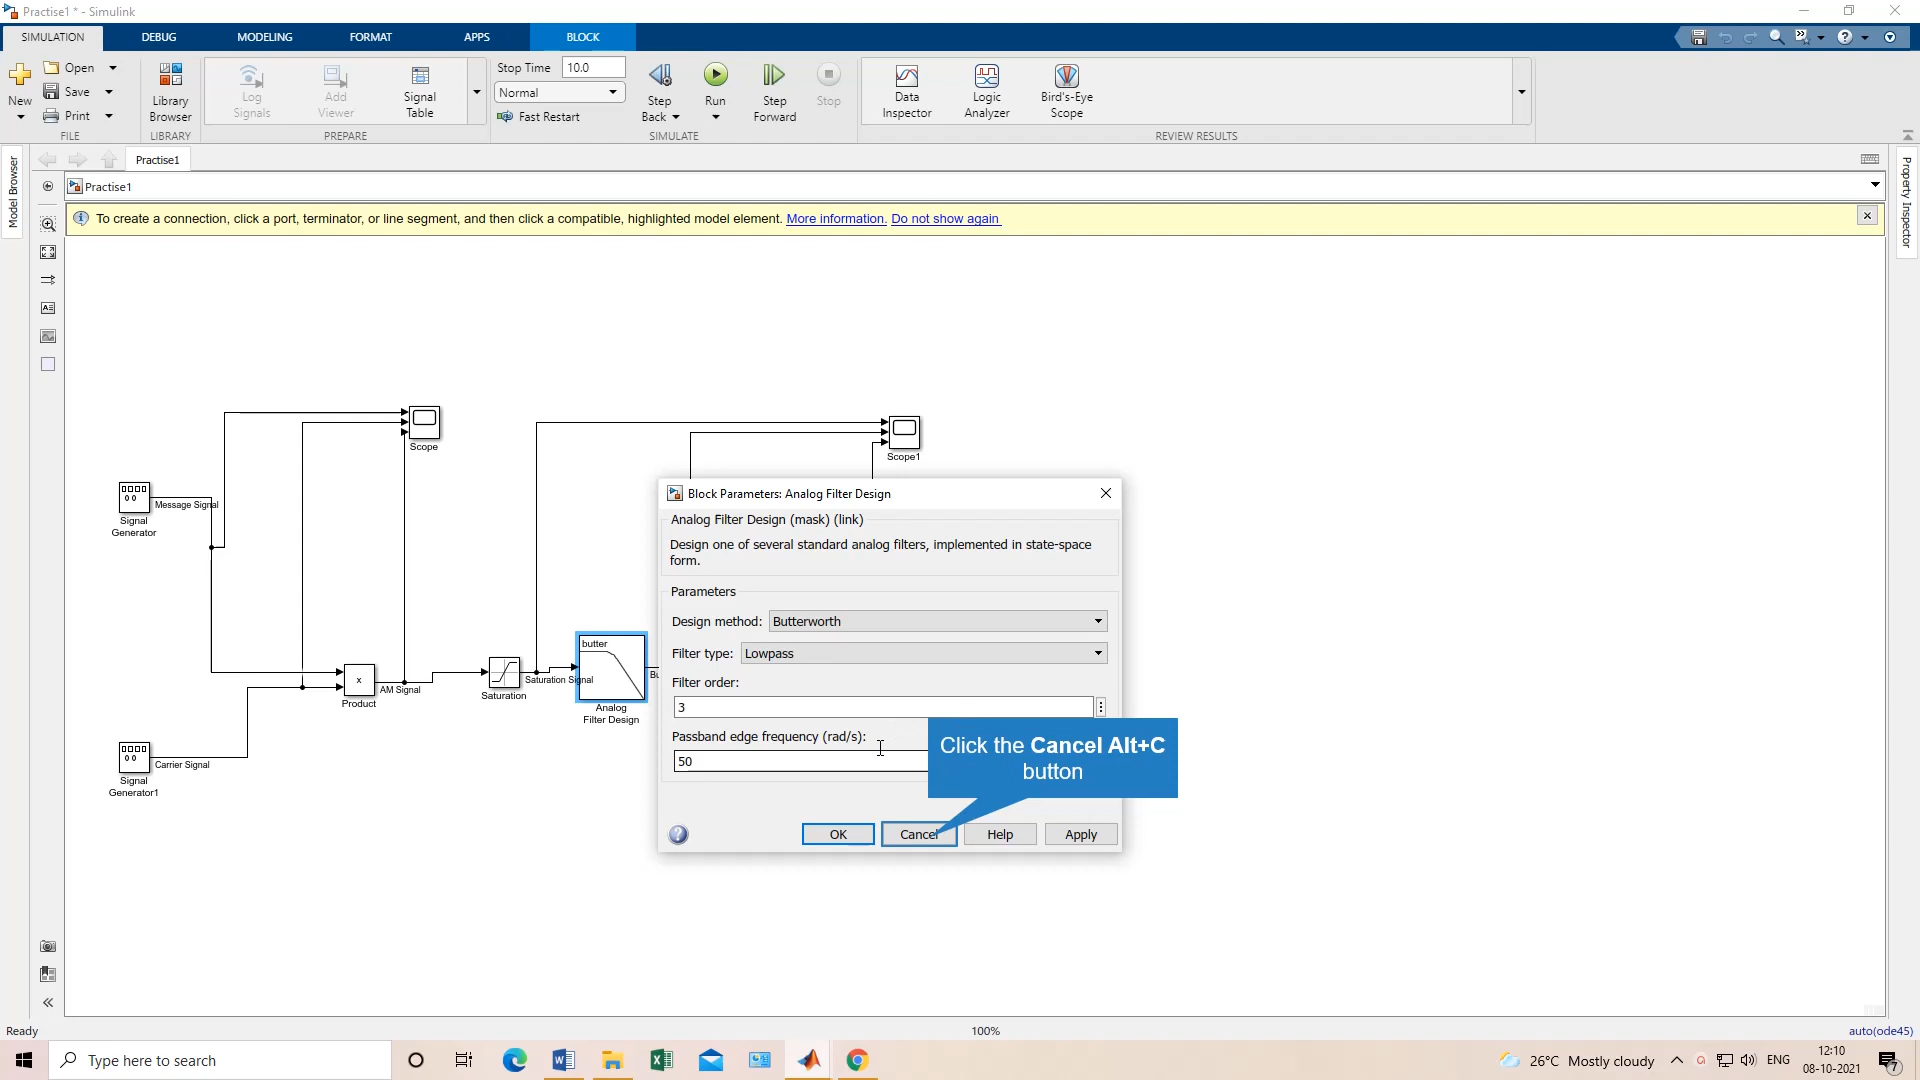 Practise1 * - Simulink
SIMULATION
DEBUG
MODELING
FORMAT
APPS
BLOCK
New
Open
Save
Print
FILE
Library
Browser
LIBRARY
Log
Signals
Add
Viewer
Signal
Table
PREPARE
Stop Time 10.0
Normal
Fast Restart
Step
Back
Run
Step
Forward
Stop
SIMULATE
Data
Inspector
Logic
Analyzer
Bird's-Eye
Scope
REVIEW RESULTS
Model Browser
Property Inspector
Practise1
Practise1
To create a connection, click a port, terminator, or line segment, and then click a compatible, highlighted model element. More information. Do not show again.
Scope
Scope1
Message Signal
Signal
Generator
x
AM Signal
Product
Saturation
Saturation Signal
butter
Analog
Filter Design
Carrier Signal
Signal
Generator1
Block Parameters: Analog Filter Design
Analog Filter Design (mask) (link)
Design one of several standard analog filters, implemented in state-space
form.
Parameters
Design method: Butterworth
Filter type: Lowpass
Filter order:
3
Passband edge frequency (rad/s):
50
Click the Cancel Alt+C
button
OK
Cancel
Help
Apply
Ready
100%
auto(ode45)
Type here to search
26°C Mostly cloudy
ENG
12:10
08-10-2021
7